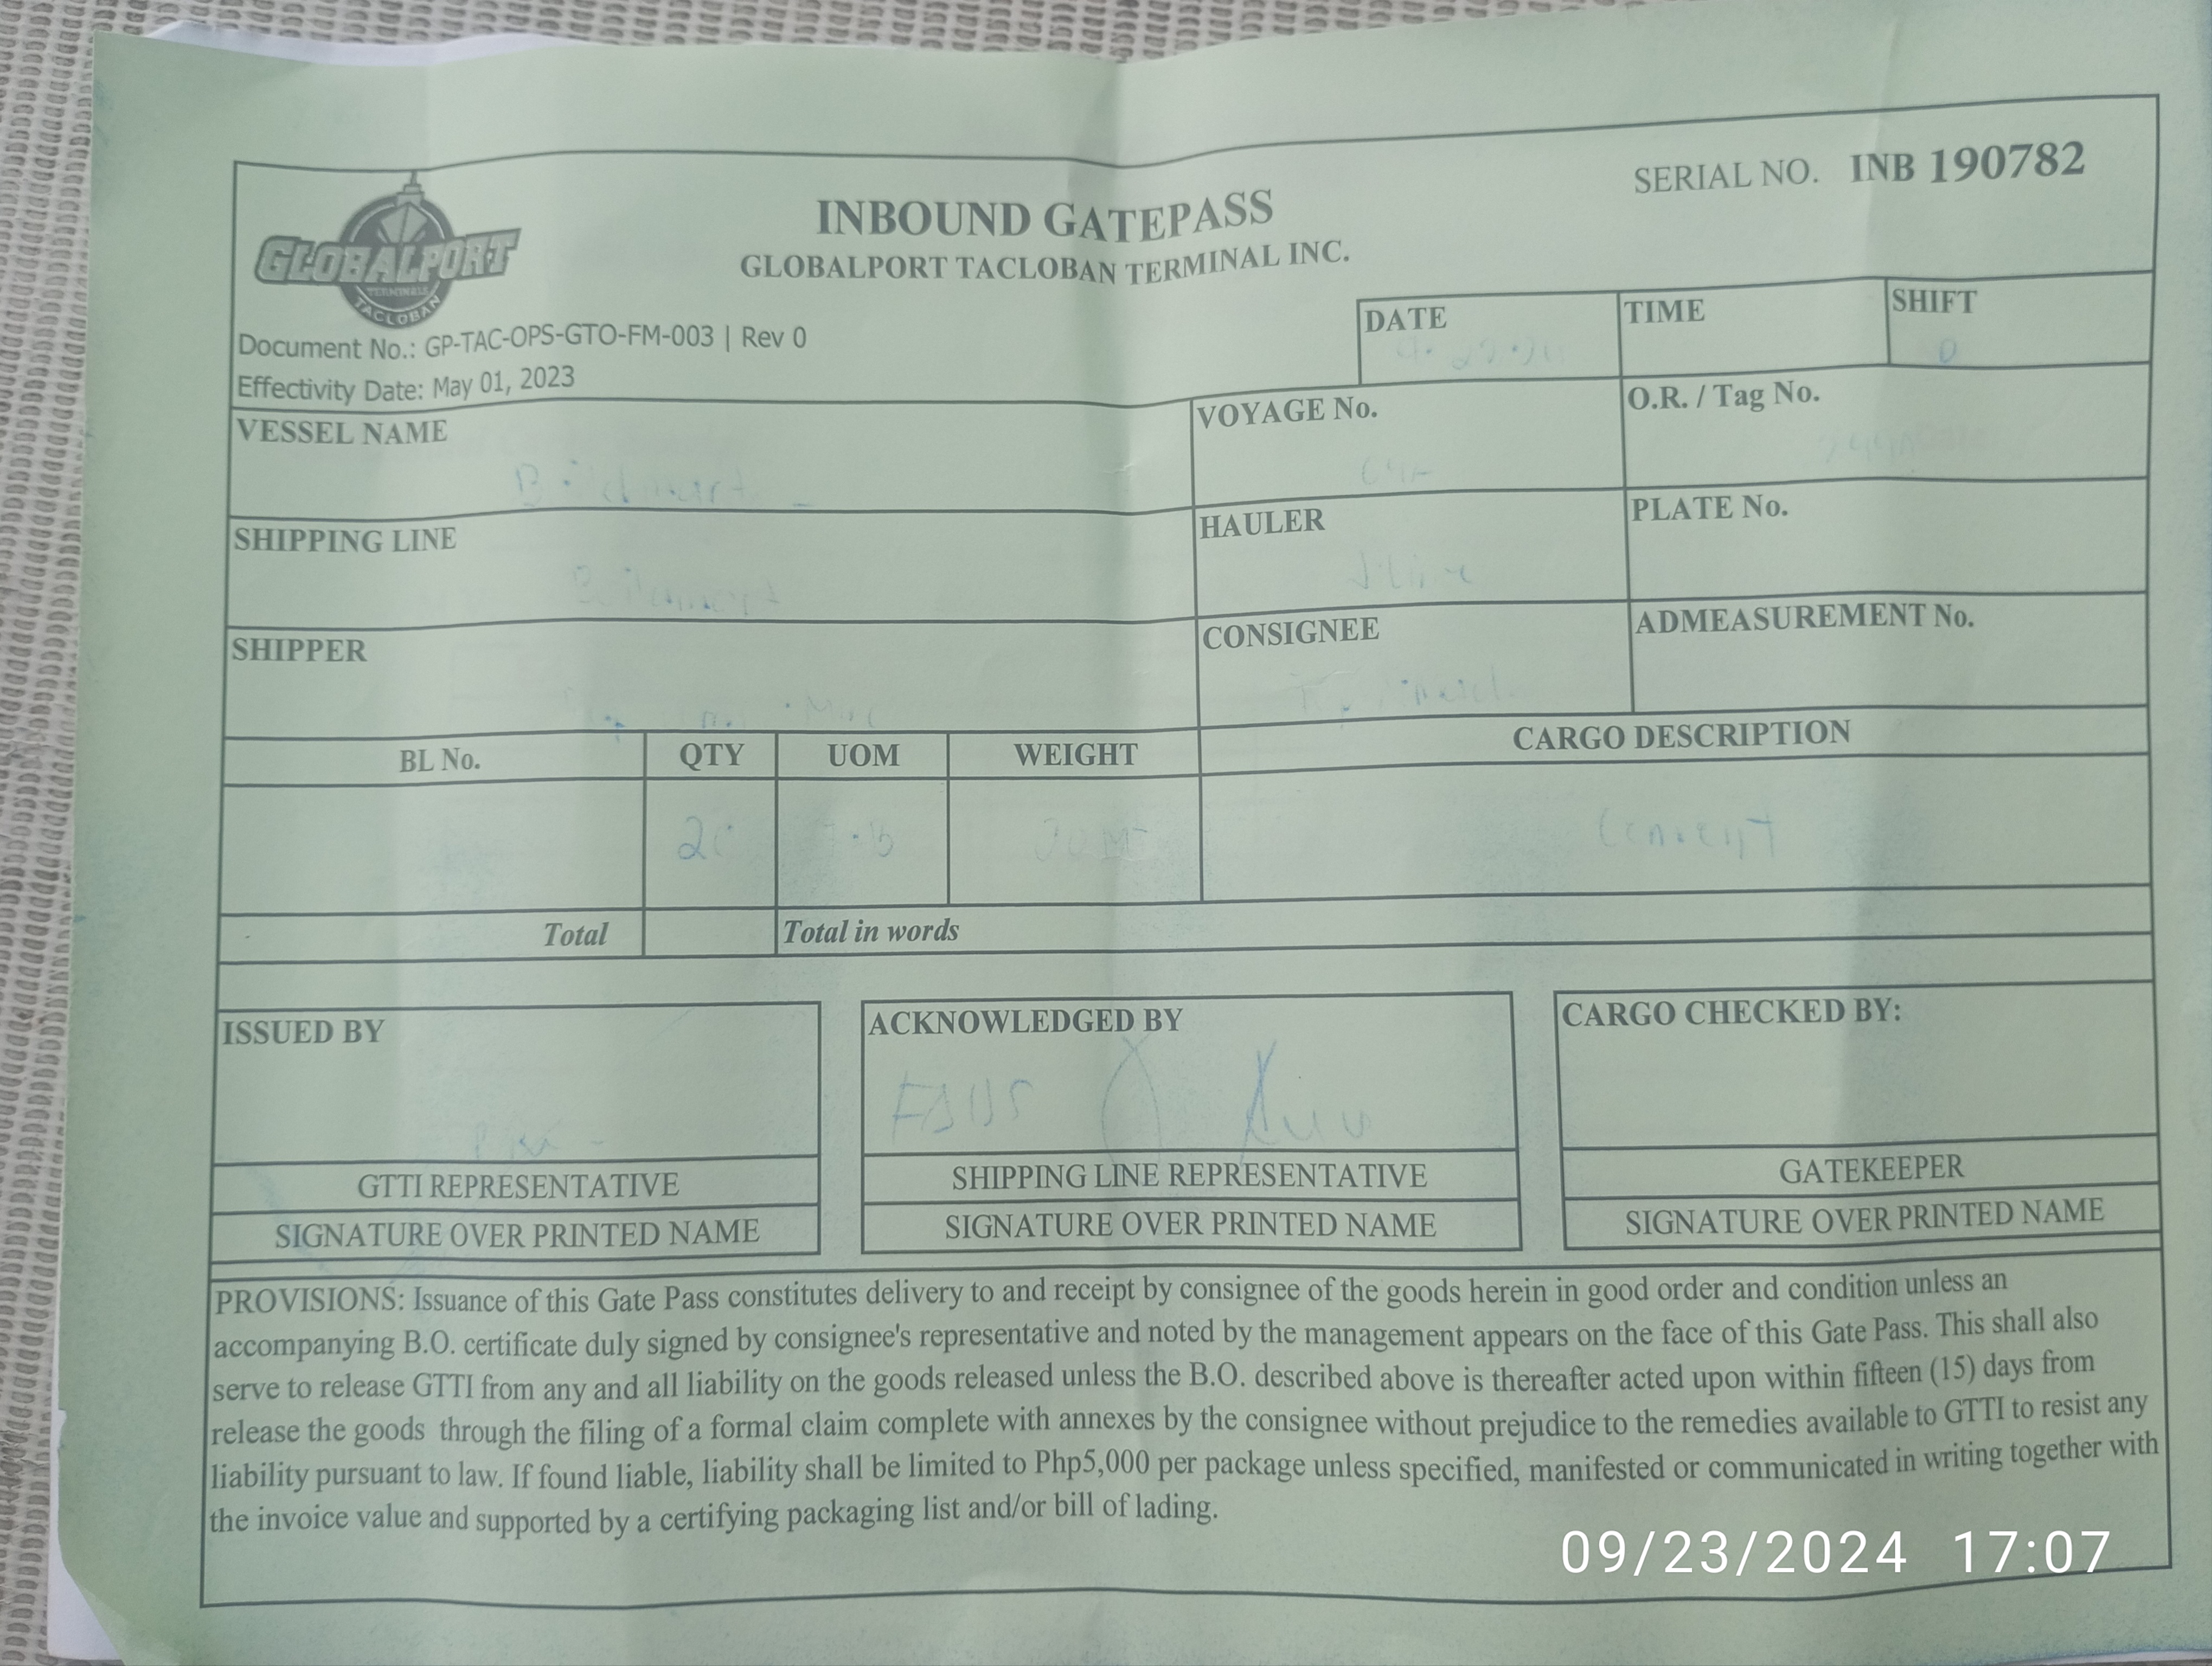 SERIAL NO. INB 190782
GLOBALPORT
TERMINALS
TACLOBAN
INBOUND GATEPASS
GLOBALPORT TACLOBAN TERMINAL INC.
Document No.: GP-TAC-OPS-GTO-FM-003 | Rev 0
Effectivity Date: May 01, 2023
DATE TIME SHIFT
VESSEL NAME VOYAGE No. O.R. / Tag No.
SHIPPING LINE HAULER PLATE No.
SHIPPER CONSIGNEE ADMEASUREMENT No.
BL No. QTY UOM WEIGHT CARGO DESCRIPTION
Total Total in words
ISSUED BY ACKNOWLEDGED BY CARGO CHECKED BY:
GTTI REPRESENTATIVE SHIPPING LINE REPRESENTATIVE GATEKEEPER
SIGNATURE OVER PRINTED NAME SIGNATURE OVER PRINTED NAME SIGNATURE OVER PRINTED NAME
PROVISIONS: Issuance of this Gate Pass constitutes delivery to and receipt by consignee of the goods herein in good order and condition unless an
accompanying B.O. certificate duly signed by consignee's representative and noted by the management appears on the face of this Gate Pass. This shall also
serve to release GTTI from any and all liability on the goods released unless the B.O. described above is thereafter acted upon within fifteen (15) days from
release the goods through the filing of a formal claim complete with annexes by the consignee without prejudice to the remedies available to GTTI to resist any
liability pursuant to law. If found liable, liability shall be limited to Php5,000 per package unless specified, manifested or communicated in writing together with
the invoice value and supported by a certifying packaging list and/or bill of lading.
09/23/2024 17:07